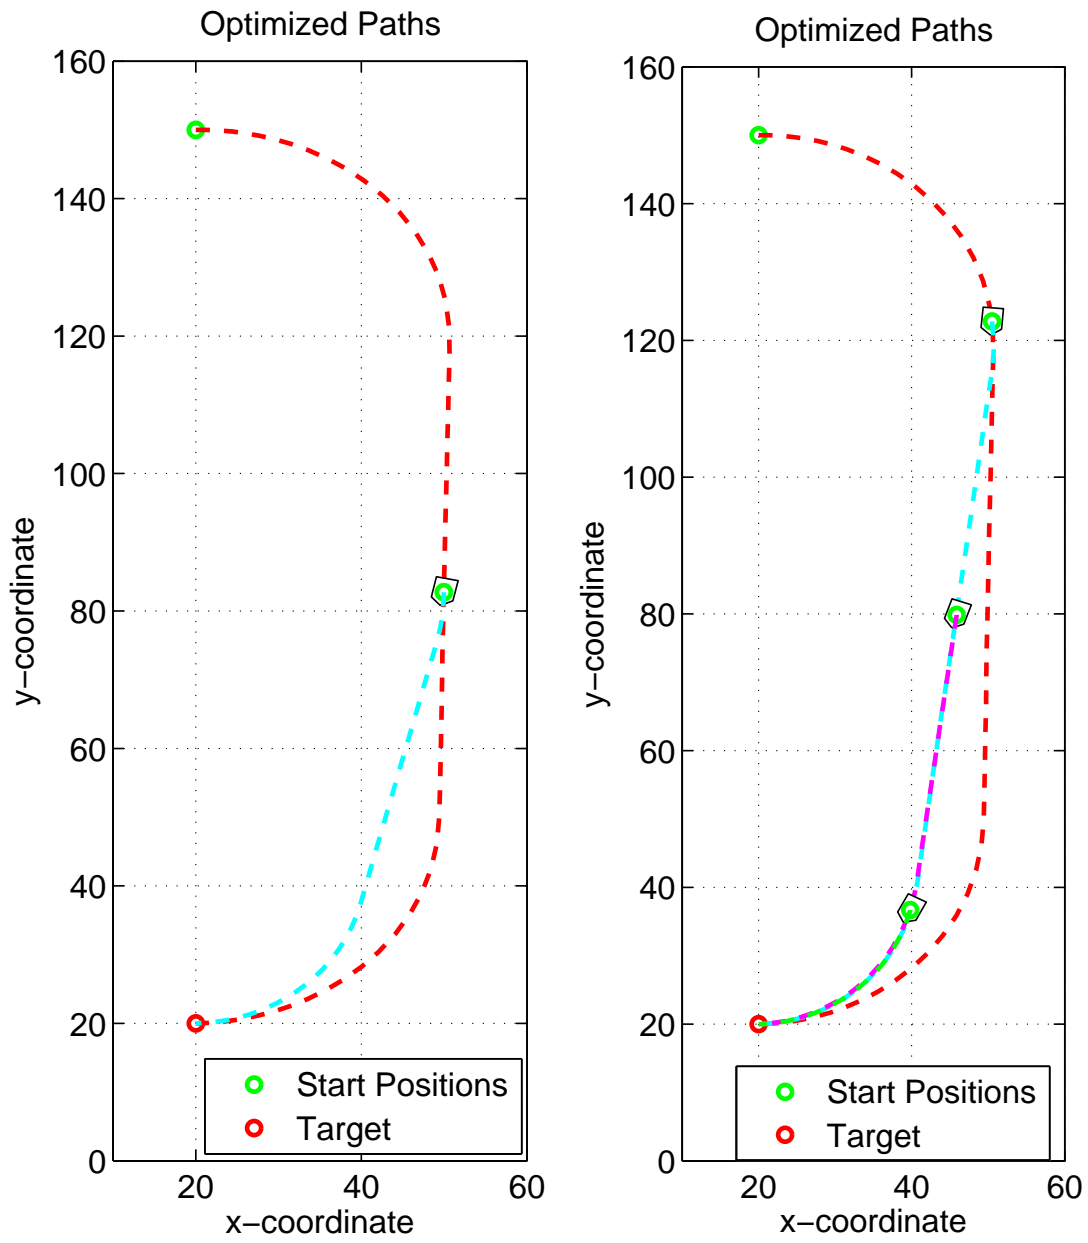 Optimized Paths
160
140
120
100
80
60
40
20
0
y-coordinate
20 40 60
x-coordinate
Start Positions
Target
Optimized Paths
160
140
120
100
80
60
40
20
0
y-coordinate
20 40 60
x-coordinate
Start Positions
Target